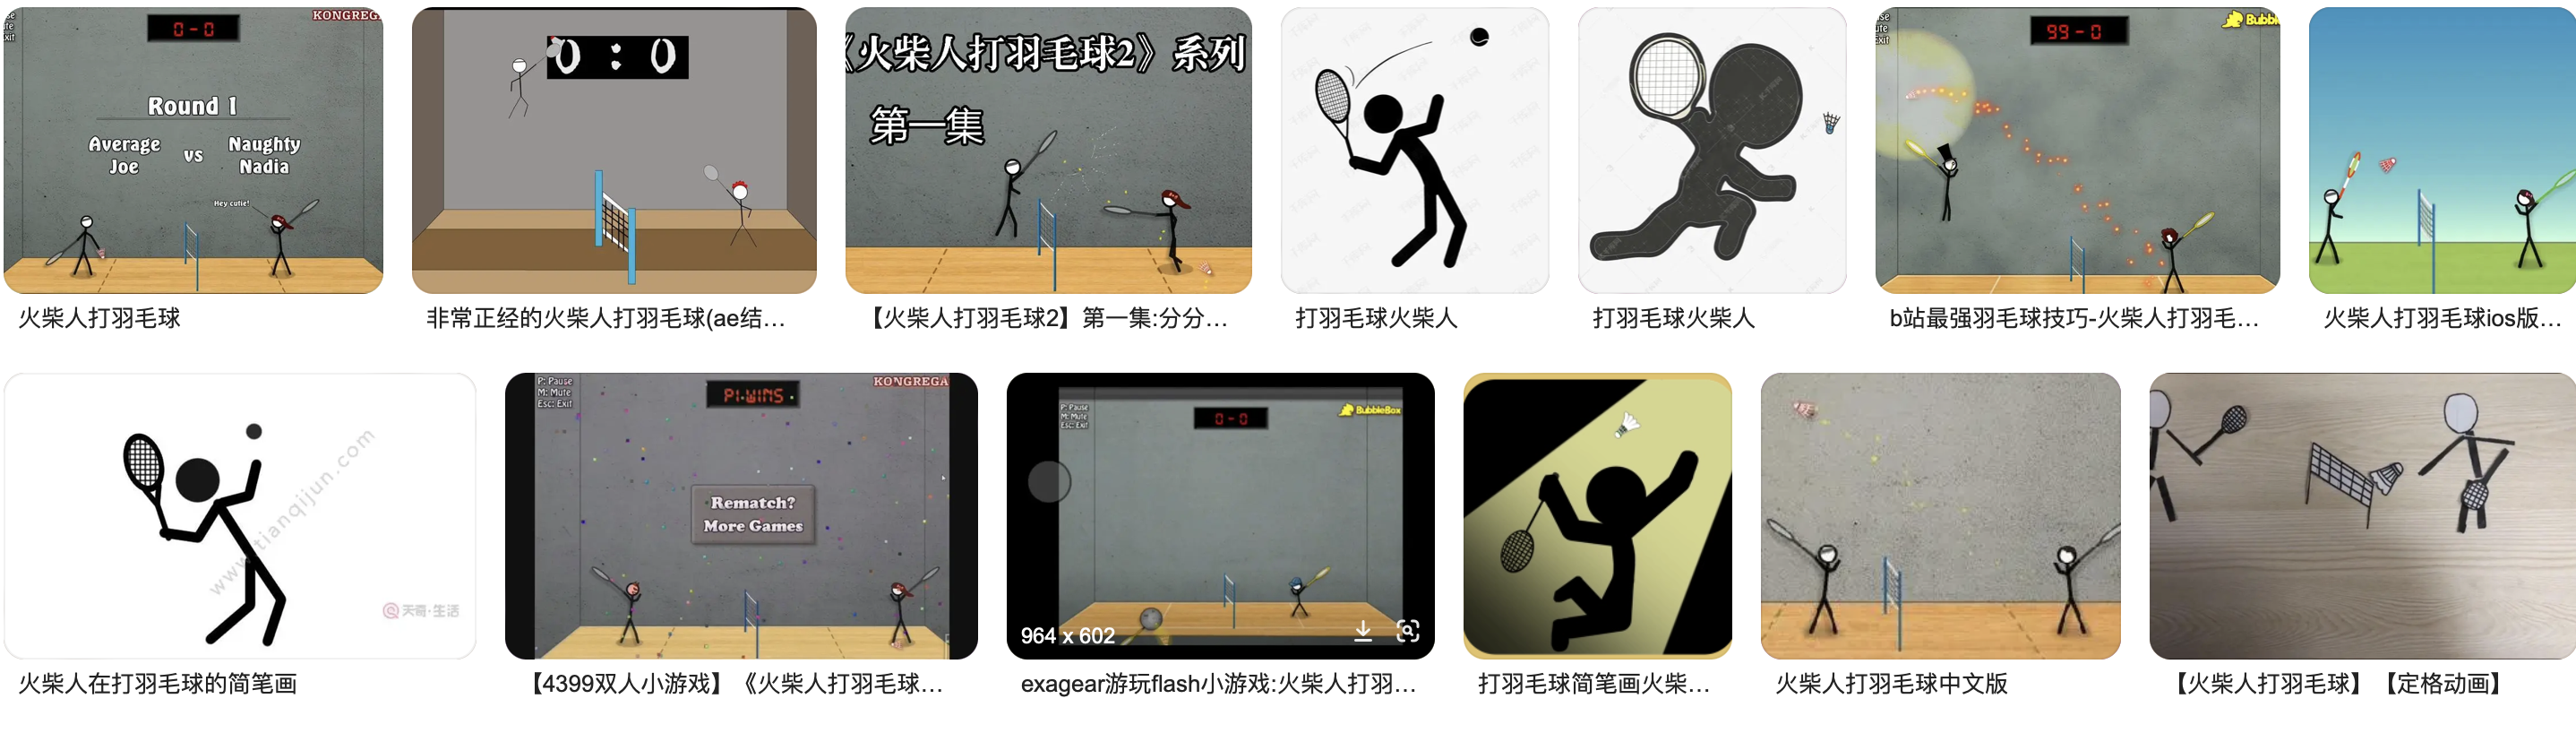 se
ute
xit
0-0
KONGREGA
Round 1
Average Joe vs Naughty Nadia
Hey cutie!
火柴人打羽毛球
0 : 0
非常正经的火柴人打羽毛球(ae结...
《火柴人打羽毛球2》系列
第一集
【火柴人打羽毛球2】第一集:分分...
打羽毛球火柴人
打羽毛球火柴人
se
ute
Exit
99-0
Bubbl
b站最强羽毛球技巧-火柴人打羽毛...
火柴人打羽毛球ios版...
www.tianqijun.com
天奇·生活
火柴人在打羽毛球的简笔画
P: Pause
M: Mute
Esc: Exit
P1.WINS.
KONGREGA
Rematch?
More Games
【4399双人小游戏】《火柴人打羽毛球...
P: Pause
M: Mute
Esc: Exit
0-0
BubbleBox
964 x 602
exagear游玩flash小游戏:火柴人打羽...
打羽毛球简笔画火柴...
火柴人打羽毛球中文版
【火柴人打羽毛球】【定格动画】